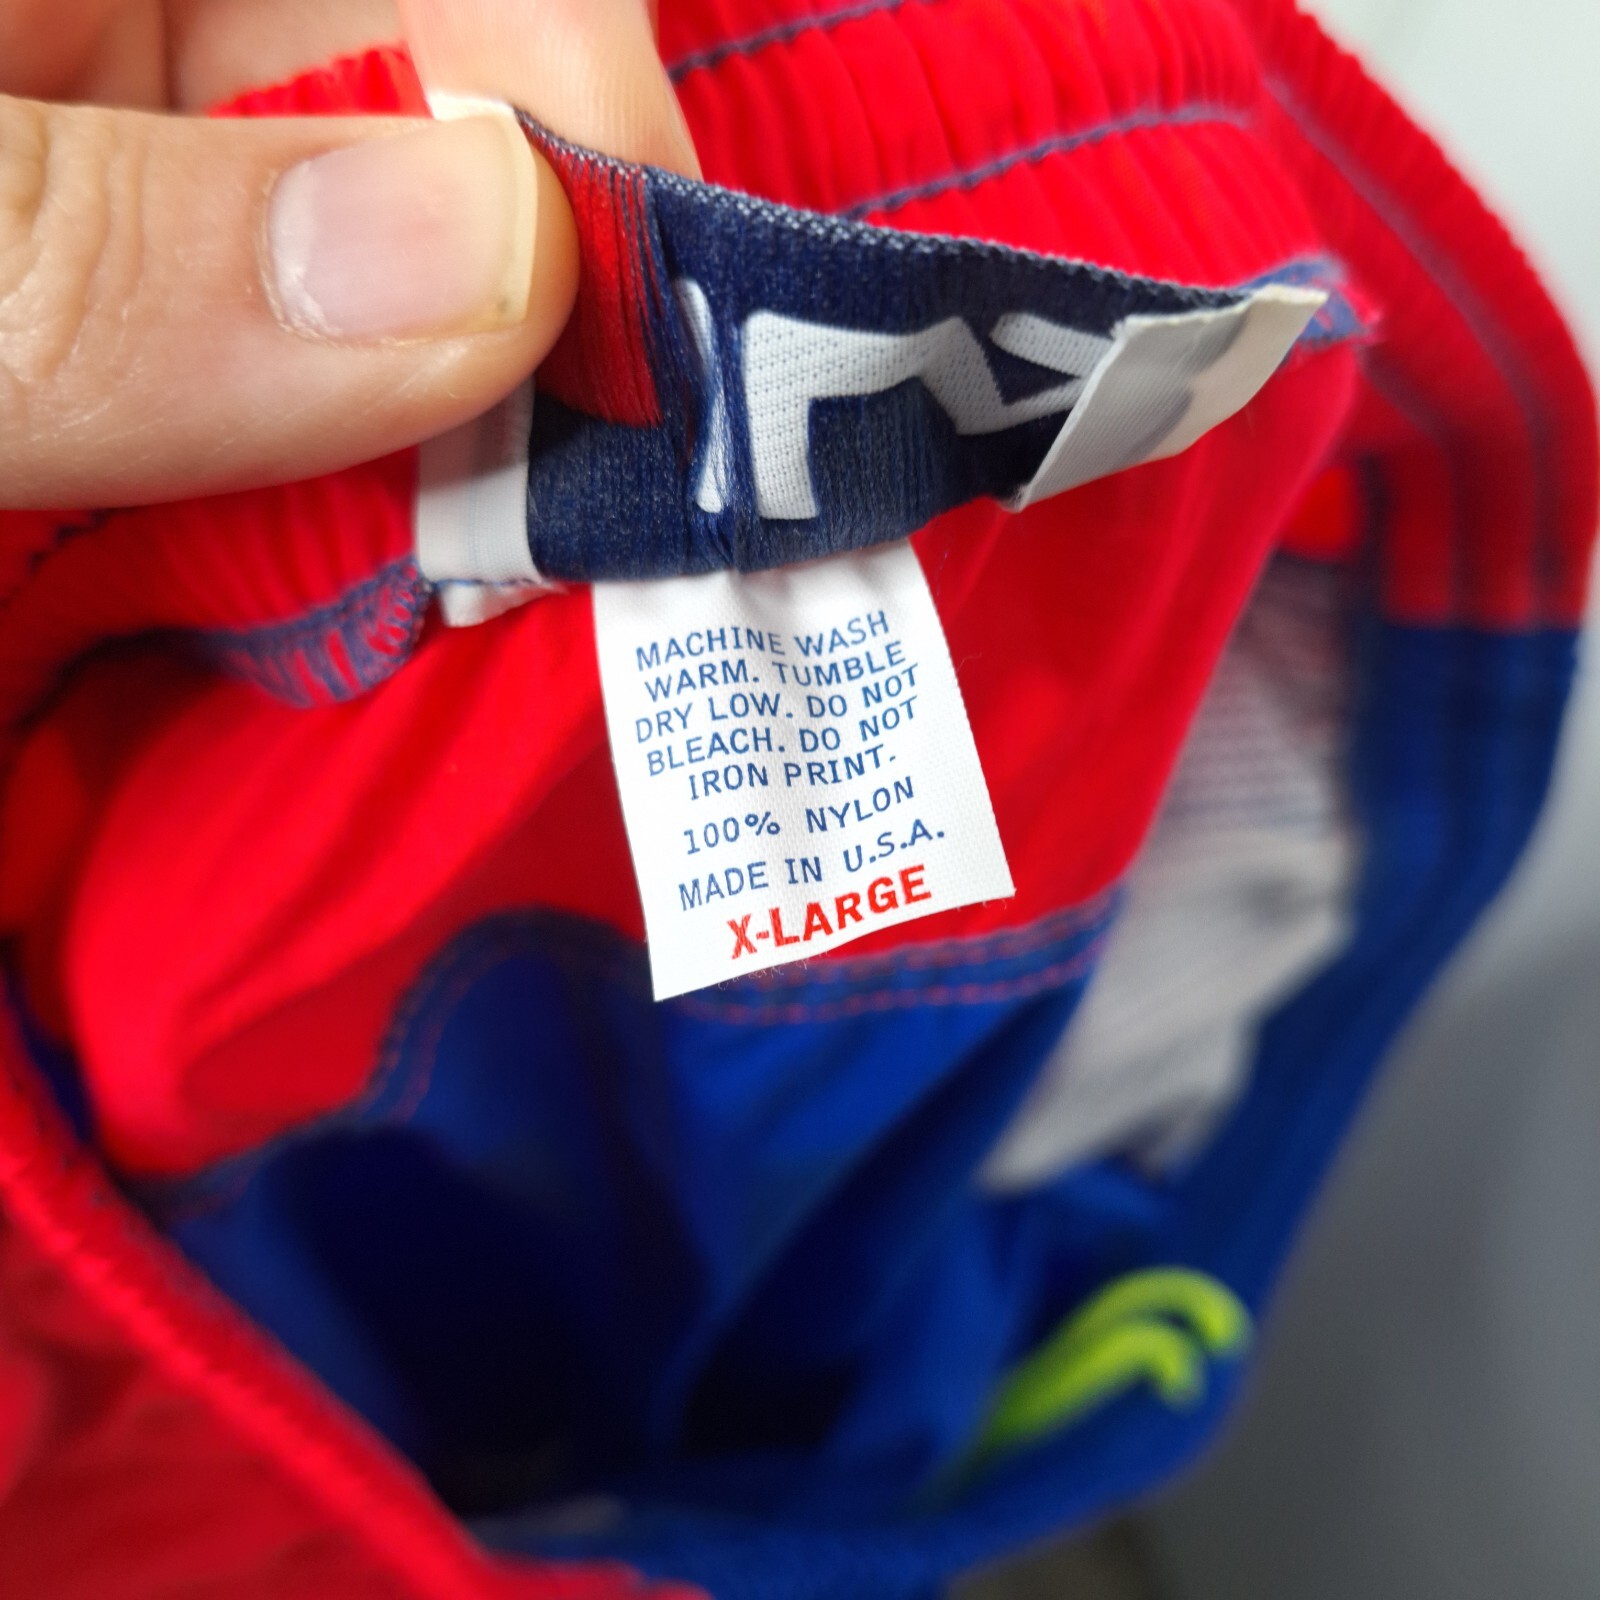 MACHINE WASH
WARM. TUMBLE
DRY LOW. DO NOT
BLEACH. DO NOT
IRON PRINT.
100% NYLON
MADE IN U.S.A.
X-LARGE